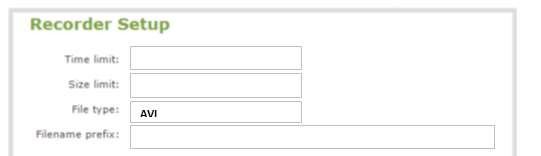 Recorder Setup
Time limit:
Size limit:
File type: AVI
Filename prefix: